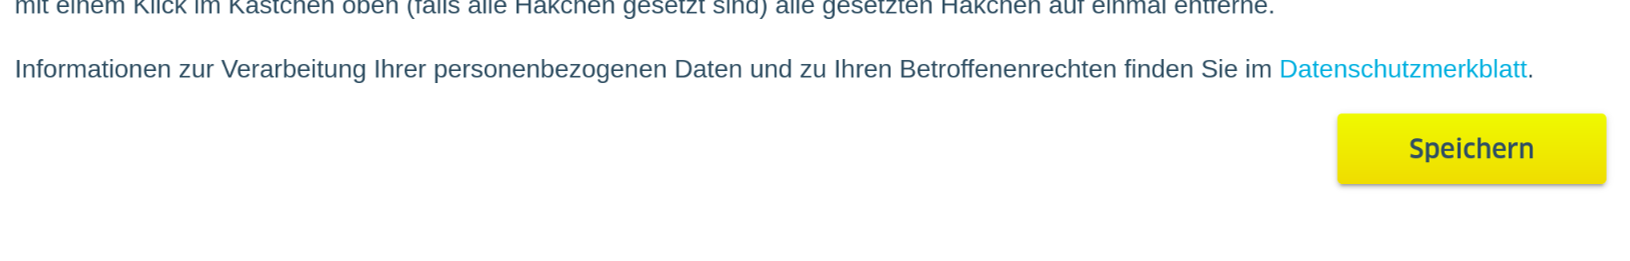 mit einem Klick im Kästchen oben (falls alle Häkchen gesetzt sind) alle gesetzten Häkchen auf einmal entferne.
Informationen zur Verarbeitung Ihrer personenbezogenen Daten und zu Ihren Betroffenenrechten finden Sie im Datenschutzmerkblatt.
Speichern